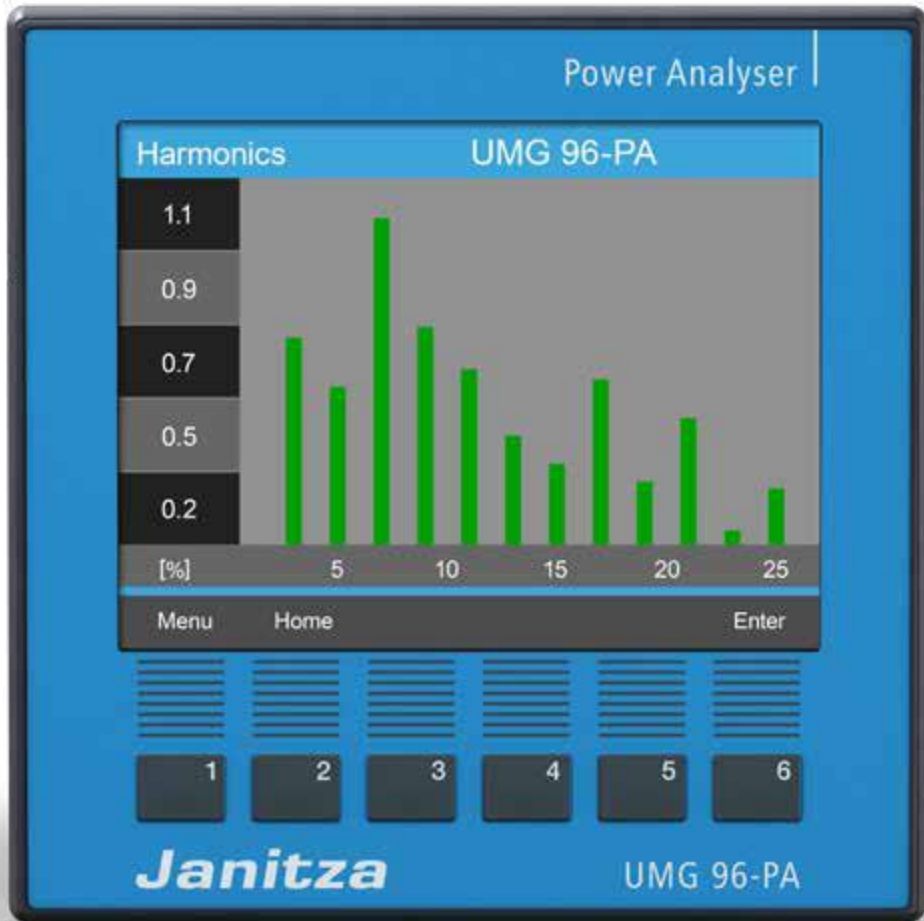 Power Analyser
Harmonics UMG 96-PA
1.1
0.9
0.7
0.5
0.2
[%] 5 10 15 20 25
Menu Home Enter
1 2 3 4 5 6
Janitza UMG 96-PA